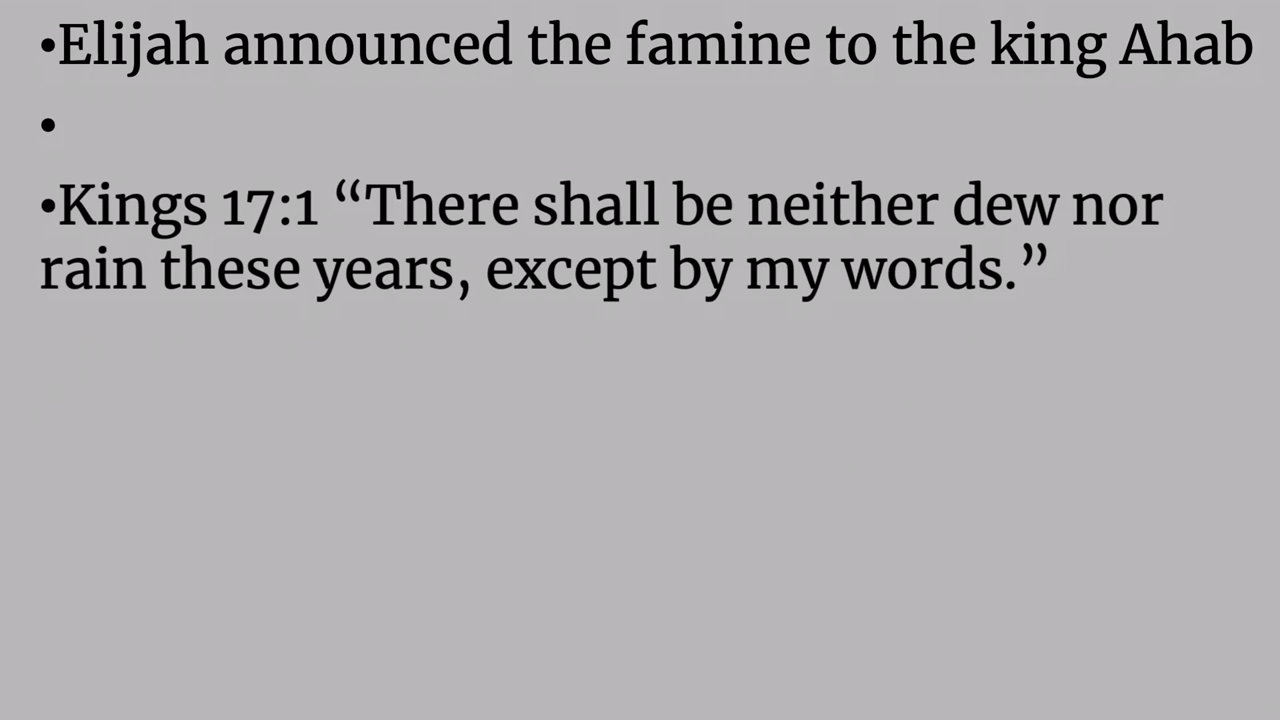 •Elijah announced the famine to the king Ahab
•
•Kings 17:1 “There shall be neither dew nor
rain these years, except by my words.”